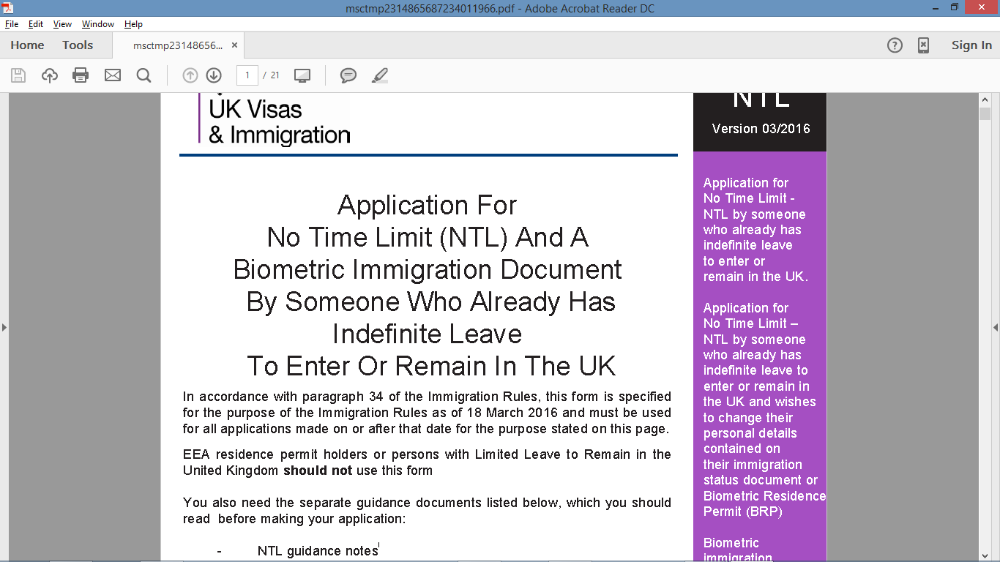 msctmp2314865687234011966.pdf - Adobe Acrobat Reader DC
File Edit View Window Help
Home Tools msctmp23148656... × Sign In
1 / 21
UK Visas
& Immigration
NTL
Version 03/2016
Application For
No Time Limit (NTL) And A
Biometric Immigration Document
By Someone Who Already Has
Indefinite Leave
To Enter Or Remain In The UK
In accordance with paragraph 34 of the Immigration Rules, this form is specified
for the purpose of the Immigration Rules as of 18 March 2016 and must be used
for all applications made on or after that date for the purpose stated on this page.
EEA residence permit holders or persons with Limited Leave to Remain in the
United Kingdom should not use this form
You also need the separate guidance documents listed below, which you should
read before making your application:
- NTL guidance notes
Application for
No Time Limit -
NTL by someone
who already has
indefinite leave
to enter or
remain in the UK.
Application for
No Time Limit –
NTL by someone
who already has
indefinite leave to
enter or remain in
the UK and wishes
to change their
personal details
contained on
their immigration
status document or
Biometric Residence
Permit (BRP)
Biometric
immigration